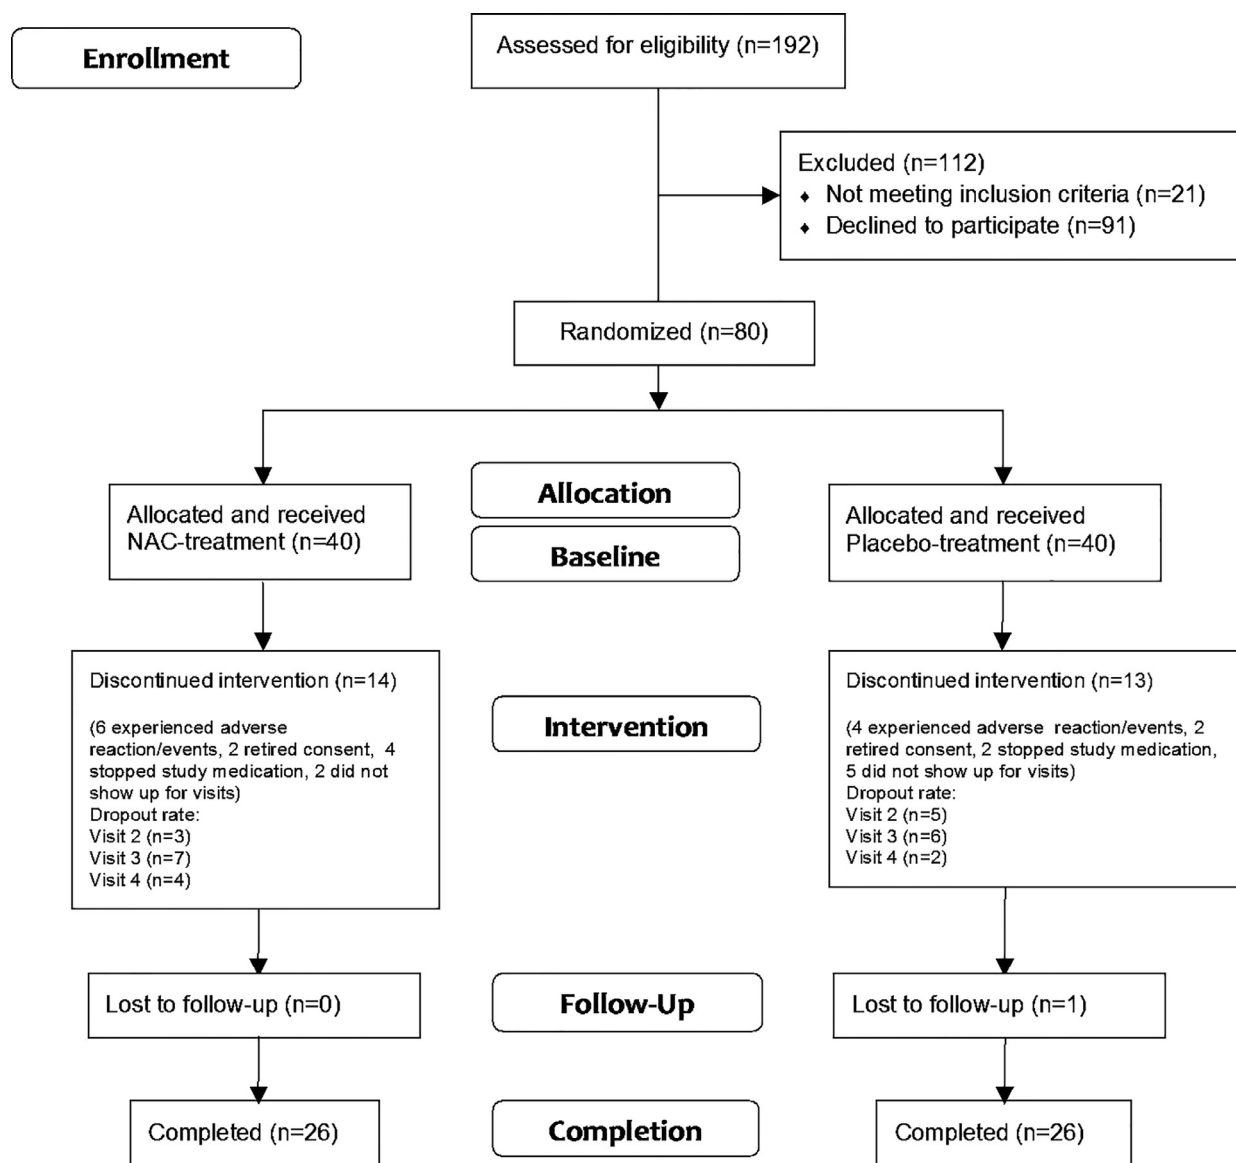 Enrollment
Assessed for eligibility (n=192)
Excluded (n=112)
♦ Not meeting inclusion criteria (n=21)
♦ Declined to participate (n=91)
Randomized (n=80)
Allocation
Allocated and received
NAC-treatment (n=40)
Baseline
Allocated and received
Placebo-treatment (n=40)
Discontinued intervention (n=14)
(6 experienced adverse
reaction/events, 2 retired consent, 4
stopped study medication, 2 did not
show up for visits)
Dropout rate:
Visit 2 (n=3)
Visit 3 (n=7)
Visit 4 (n=4)
Intervention
Discontinued intervention (n=13)
(4 experienced adverse reaction/events, 2
retired consent, 2 stopped study medication,
5 did not show up for visits)
Dropout rate:
Visit 2 (n=5)
Visit 3 (n=6)
Visit 4 (n=2)
Lost to follow-up (n=0)
Follow-Up
Lost to follow-up (n=1)
Completed (n=26)
Completion
Completed (n=26)